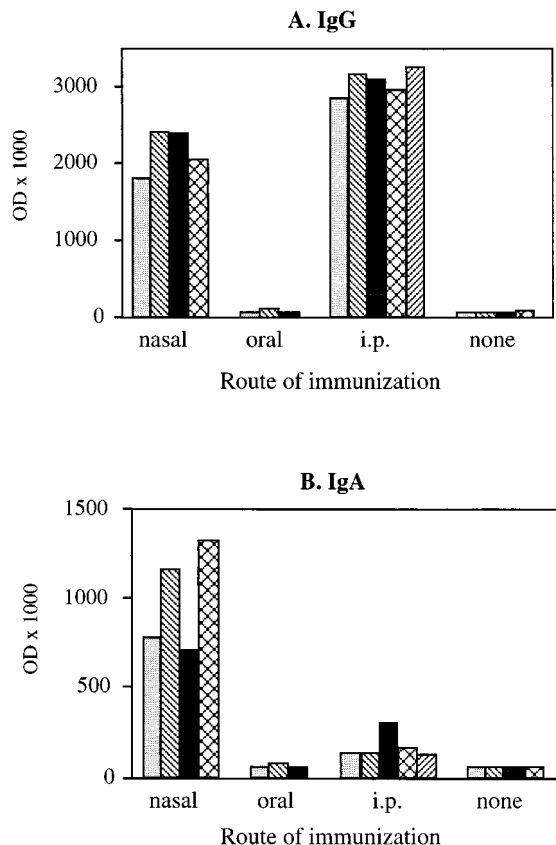 A. IgG
3000
2000
1000
0
OD x 1000
nasal oral i.p. none
Route of immunization
B. IgA
1500
1000
500
0
OD x 1000
nasal oral i.p. none
Route of immunization